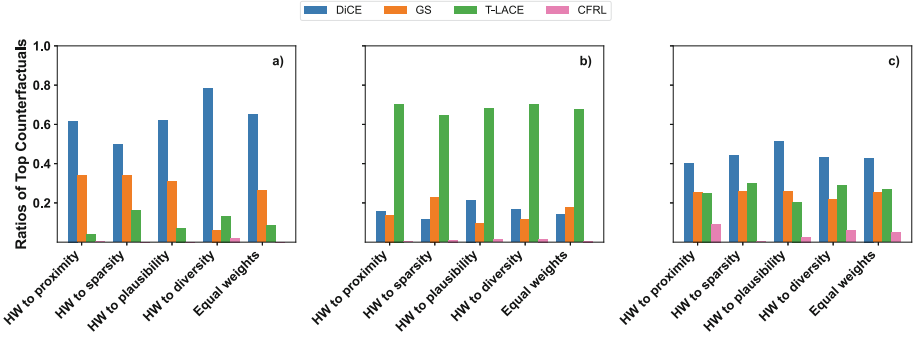 DiCE GS T-LACE CFRL
Ratios of Top Counterfactuals
1.0
0.8
0.6
0.4
0.2
a)
b)
c)
HW to proximity
HW to sparsity
HW to plausibility
HW to diversity
Equal weights
HW to proximity
HW to sparsity
HW to plausibility
HW to diversity
Equal weights
HW to proximity
HW to sparsity
HW to plausibility
HW to diversity
Equal weights